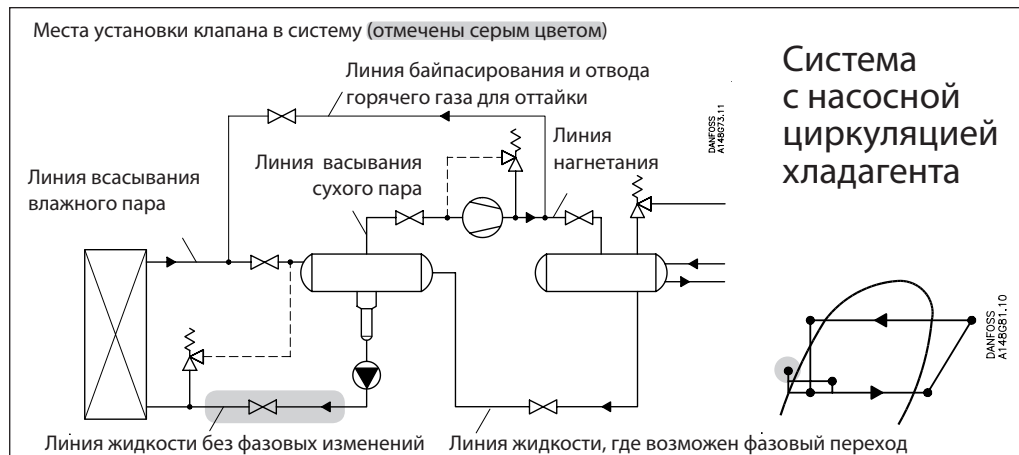 Места установки клапана в систему (отмечены серым цветом)
Линия байпасирования и отвода
горячего газа для оттайки
Система
с насосной
циркуляцией
хладагента
DANFOSS
A148G73.11
Линия васывания
сухого пара
Линия
нагнетания
Линия всасывания
влажного пара
DANFOSS
A148G81.10
Линия жидкости без фазовых изменений
Линия жидкости, где возможен фазовый переход